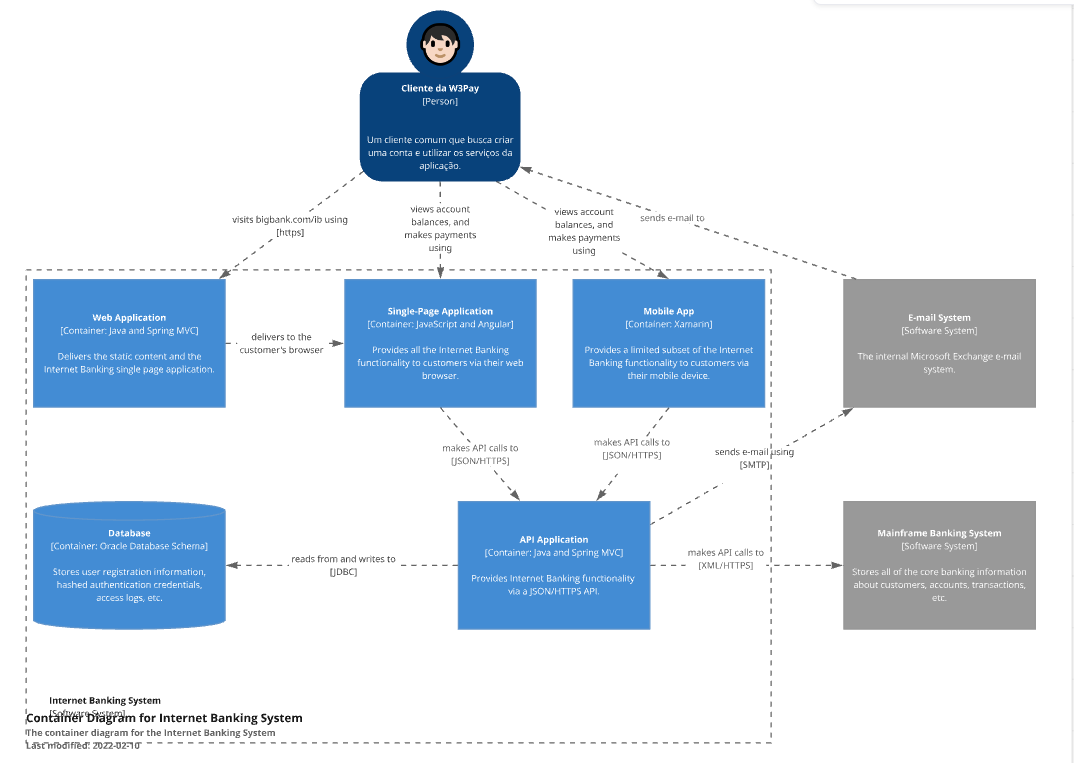 Cliente da W3Pay
[Person]
Um cliente comum que busca criar
uma conta e utilizar os serviços da
aplicação.
visits bigbank.com/ib using
[https]
views account
balances, and
makes payments
using
views account
balances, and
makes payments
using
sends e-mail to
Web Application
[Container: Java and Spring MVC]
Delivers the static content and the
Internet Banking single page application.
delivers to the
customer's browser
Single-Page Application
[Container: JavaScript and Angular]
Provides all the Internet Banking
functionality to customers via their web
browser.
Mobile App
[Container: Xamarin]
Provides a limited subset of the Internet
Banking functionality to customers via
their mobile device.
E-mail System
[Software System]
The internal Microsoft Exchange e-mail
system.
makes API calls to
[JSON/HTTPS]
makes API calls to
[JSON/HTTPS]
sends e-mail using
[SMTP]
Database
[Container: Oracle Database Schema]
Stores user registration information,
hashed authentication credentials,
access logs, etc.
reads from and writes to
[JDBC]
API Application
[Container: Java and Spring MVC]
Provides Internet Banking functionality
via a JSON/HTTPS API.
makes API calls to
[XML/HTTPS]
Mainframe Banking System
[Software System]
Stores all of the core banking information
about customers, accounts, transactions,
etc.
Internet Banking System
[Software System]
Container Diagram for Internet Banking System
The container diagram for the Internet Banking System
Last modified: 2022-02-10